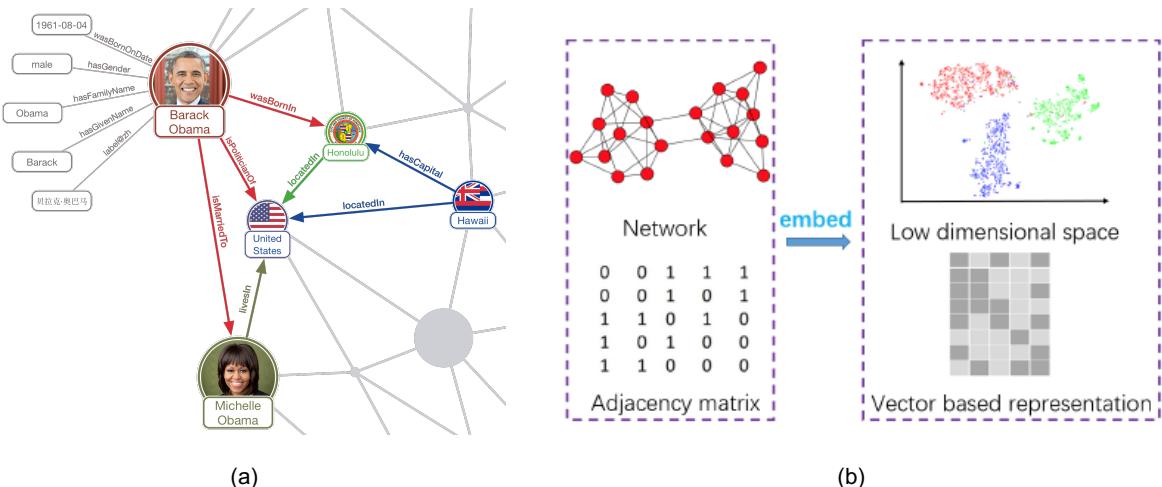 1961-08-04
wasBornOnDate
male
hasGender
Obama
hasFamilyName
hasGivenName
Barack
label@zh
贝拉克·奥巴马
Barack
Obama
wasBornIn
isPoliticianOf
isMarriedTo
Honolulu
locatedIn
hasCapital
locatedIn
Hawaii
United
States
livesIn
Michelle
Obama
(a)
Network
0 0 1 1 1
0 0 1 0 1
1 1 0 1 0
1 0 1 0 0
1 1 0 0 0
Adjacency matrix
embed
Low dimensional space
Vector based representation
(b)